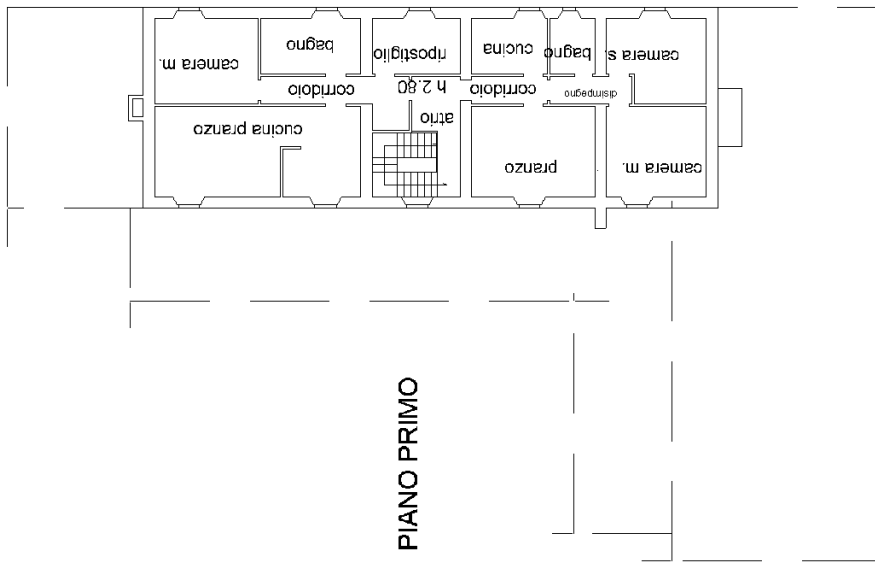 camera m.
bagno
ripostiglio
cucina
bagno
camera s.
corridoio
h 2.80
corridoio
disimpegno
atrio
cucina pranzo
pranzo
camera m.
PIANO PRIMO